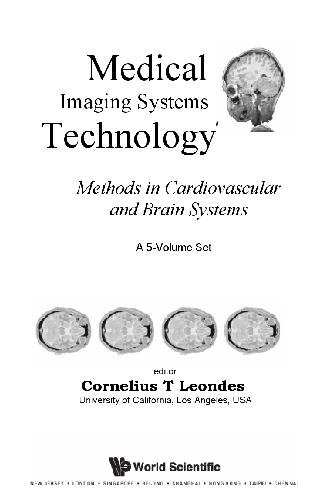 Medical
Imaging Systems
Technology
Methods in Cardiovascular
and Brain Systems
A 5-Volume Set
editor
Cornelius T Leondes
University of California, Los Angeles, USA
World Scientific
NEW JERSEY • LONDON • SINGAPORE • BEIJING • SHANGHAI • HONG KONG • TAIPEI • CHENNAI